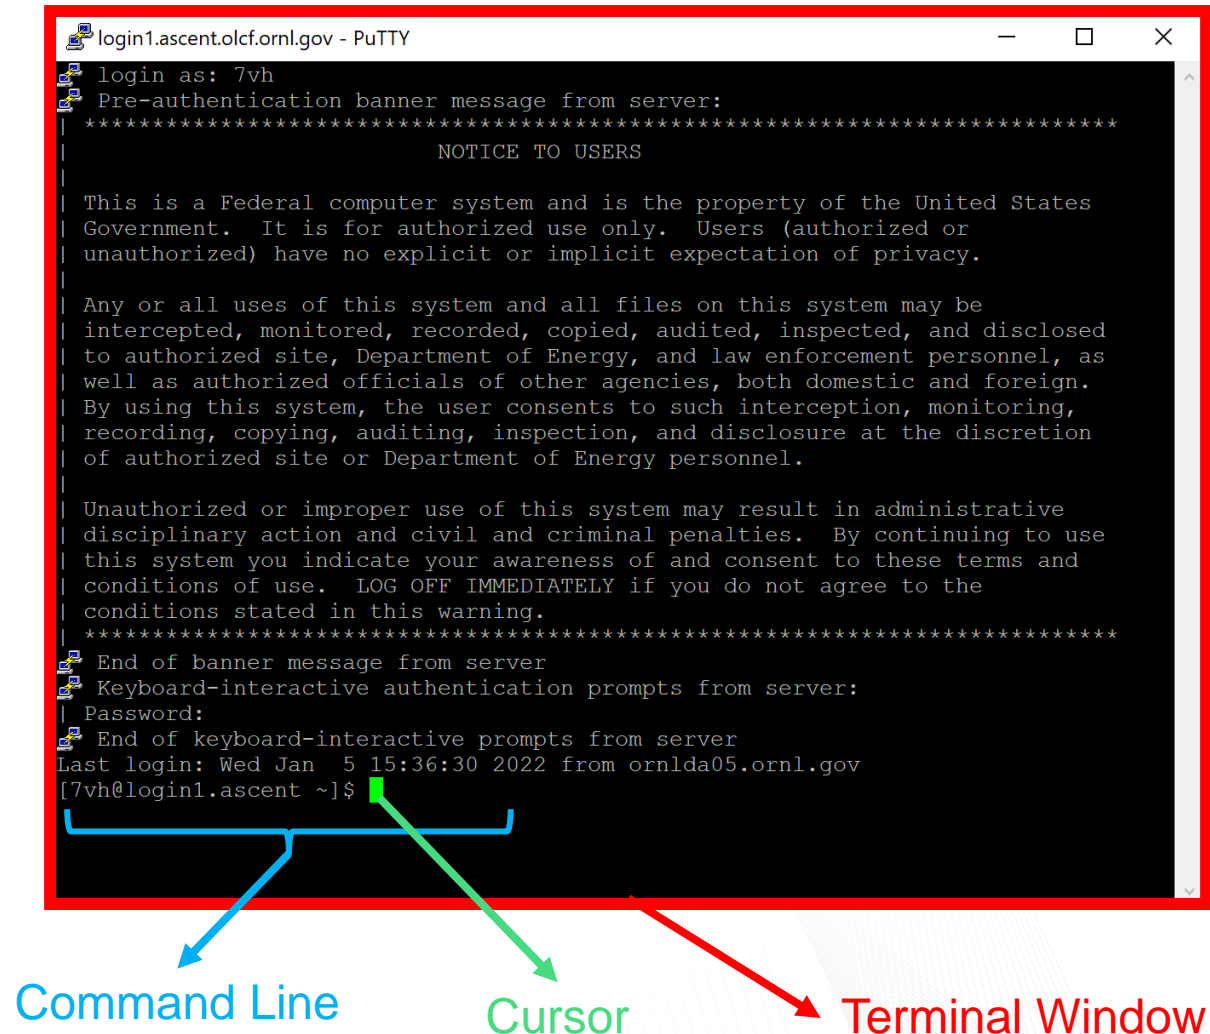 login1.ascent.olcf.ornl.gov - PuTTY
login as: 7vh
Pre-authentication banner message from server:
| ****************************************************************************
| NOTICE TO USERS
|
| This is a Federal computer system and is the property of the United States
| Government.  It is for authorized use only.  Users (authorized or
| unauthorized) have no explicit or implicit expectation of privacy.
|
| Any or all uses of this system and all files on this system may be
| intercepted, monitored, recorded, copied, audited, inspected, and disclosed
| to authorized site, Department of Energy, and law enforcement personnel, as
| well as authorized officials of other agencies, both domestic and foreign.
| By using this system, the user consents to such interception, monitoring,
| recording, copying, auditing, inspection, and disclosure at the discretion
| of authorized site or Department of Energy personnel.
|
| Unauthorized or improper use of this system may result in administrative
| disciplinary action and civil and criminal penalties.  By continuing to use
| this system you indicate your awareness of and consent to these terms and
| conditions of use.  LOG OFF IMMEDIATELY if you do not agree to the
| conditions stated in this warning.
| ****************************************************************************
End of banner message from server
Keyboard-interactive authentication prompts from server:
| Password:
End of keyboard-interactive prompts from server
Last login: Wed Jan  5 15:36:30 2022 from ornlda05.ornl.gov
[7vh@login1.ascent ~]$
Command Line
Cursor
Terminal Window